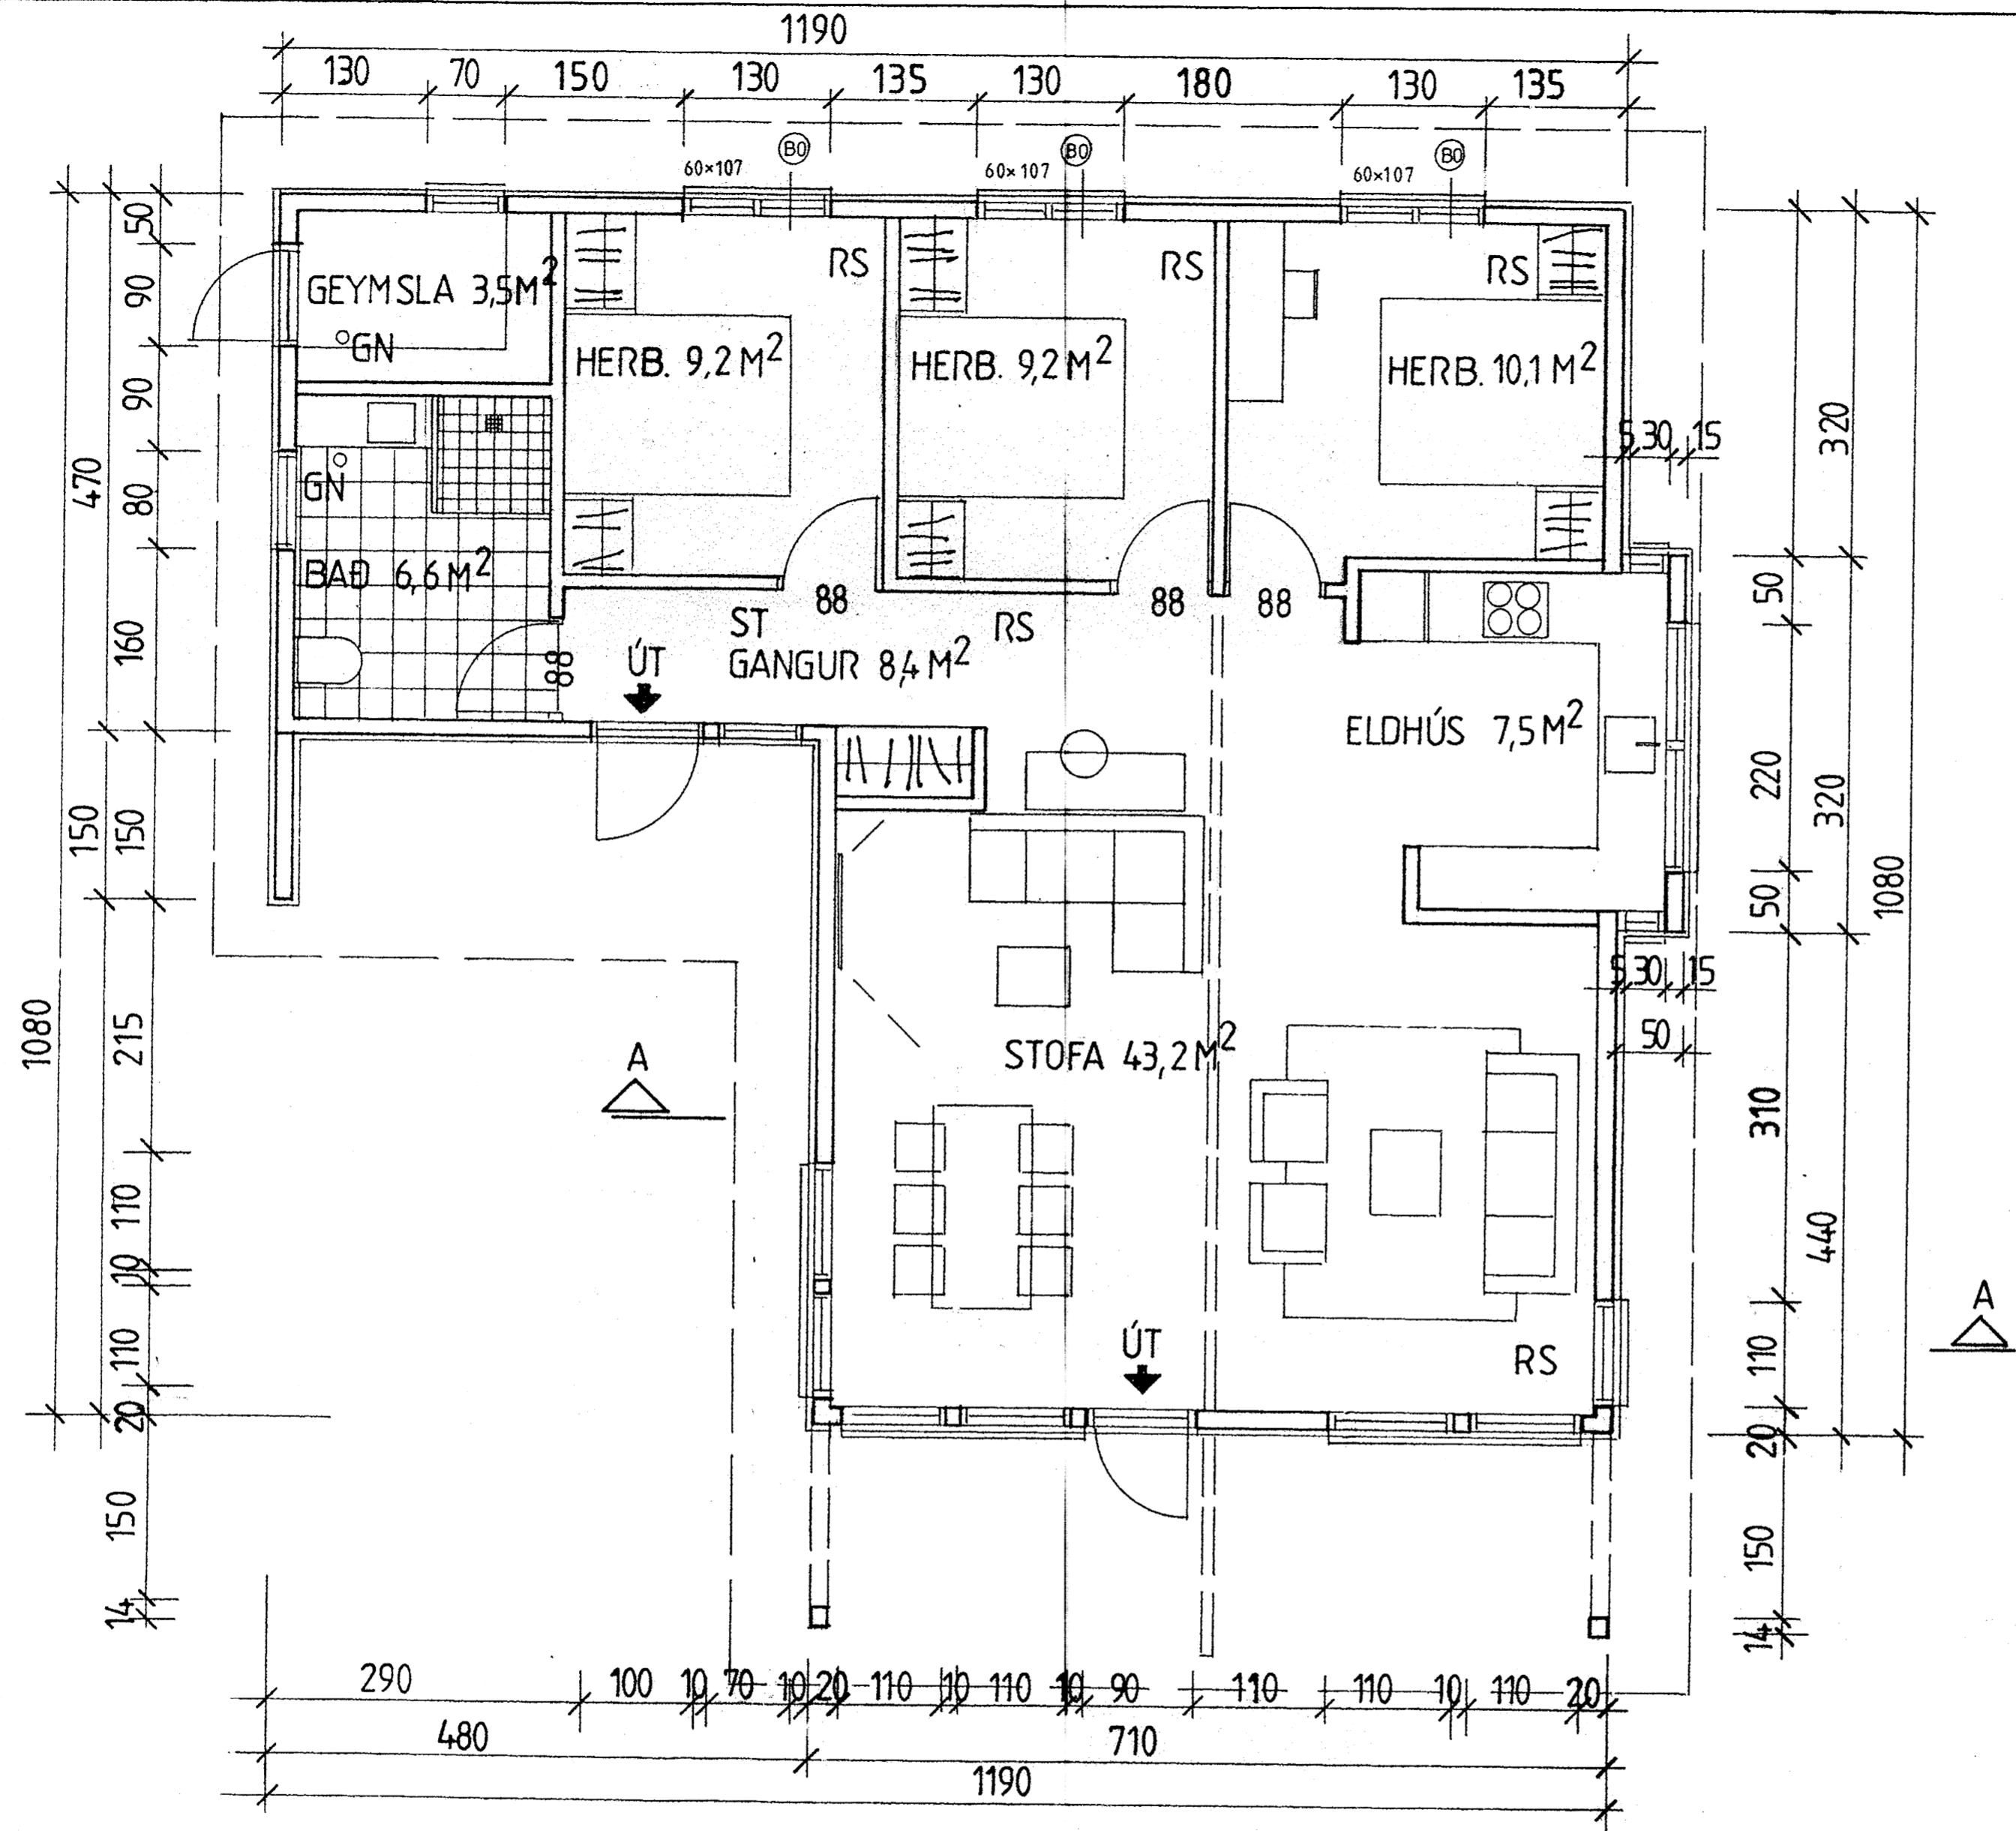 1190
130 70 150 130 135 130 180 130 135
B0 B0 B0
60×107 60×107 60×107
GEYMSLA 3,5M²
GN
RS
RS
RS
HERB. 9,2 M²
HERB. 9,2 M²
HERB. 10,1 M²
GN
BAÐ 6,6 M²
88
88
88
88
ST
GANGUR 8,4 M²
RS
ÚT
ELDHÚS 7,5 M²
STOFA 43,2 M²
A
A
ÚT
RS
50
90
90
80
160
150
215
110
10
110
20
150
14
470
150
1080
5 30 15
5 30 15
50
50
220
50
310
110
20
150
14
320
320
440
1080
290 100 10 70 10 20 110 10 110 10 90 110 110 10 110 20
480 710
1190